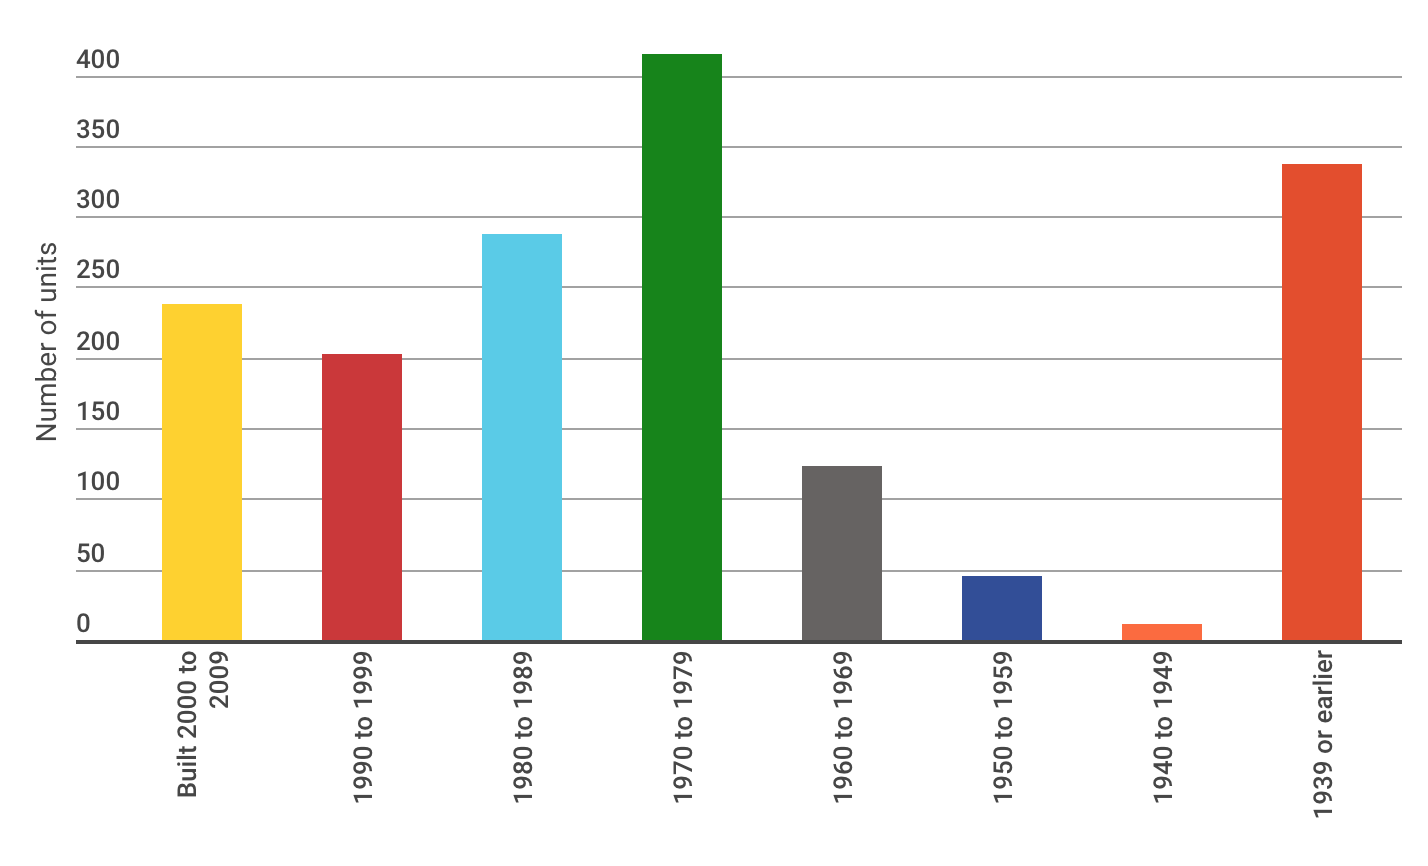 Number of units
400
350
300
250
200
150
100
50
0
Built 2000 to
2009
1990 to 1999
1980 to 1989
1970 to 1979
1960 to 1969
1950 to 1959
1940 to 1949
1939 or earlier